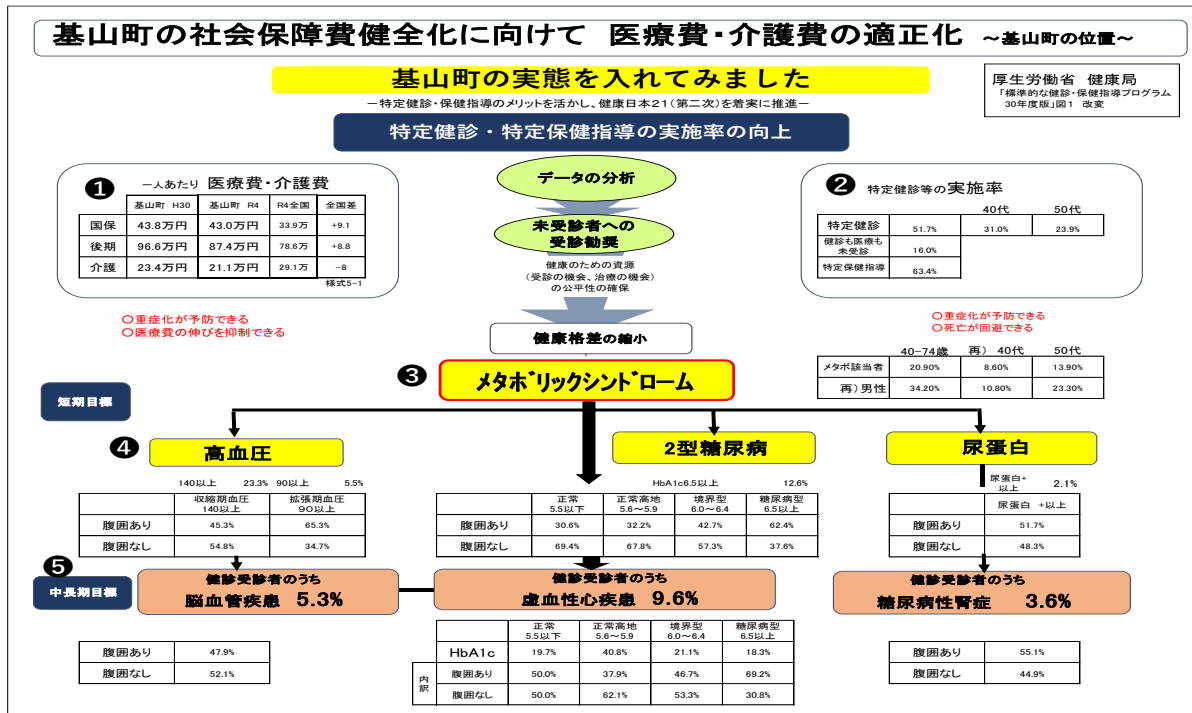 基山町の社会保障費健全化に向けて 医療費・介護費の適正化 ～基山町の位置～
基山町の実態を入れてみました
－特定健診・保健指導のメリットを活かし、健康日本21（第二次）を着実に推進－
厚生労働省 健康局
「標準的な健診・保健指導プログラム
30年度版」図1 改変
特定健診・特定保健指導の実施率の向上
❶ 一人あたり 医療費・介護費
基山町 H30 基山町 R4 R4全国 全国差
国保 43.8万円 43.0万円 33.9万 +9.1
後期 96.6万円 87.4万円 78.6万 +8.8
介護 23.4万円 21.1万円 29.1万 −8
様式5-1
○重症化が予防できる
○医療費の伸びを抑制できる
データの分析
未受診者への
受診勧奨
健康のための資源
（受診の機会、治療の機会）
の公平性の確保
健康格差の縮小
❷ 特定健診等の実施率
40代 50代
特定健診 51.7% 31.0% 23.9%
健診も医療も
未受診 16.0%
特定保健指導 63.4%
○重症化が予防できる
○死亡が回避できる
40-74歳 再） 40代 50代
メタボ該当者 20.90% 8.60% 13.90%
再）男性 34.20% 10.80% 23.30%
❸ メタボリックシンドローム
短期目標
❹ 高血圧
140以上 23.3% 90以上 5.5%
収縮期血圧
140以上 拡張期血圧
90以上
腹囲あり 45.3% 65.3%
腹囲なし 54.8% 34.7%
2型糖尿病
HbA1c6.5以上 12.6%
正常
5.5以下 正常高地
5.6～5.9 境界型
6.0～6.4 糖尿病型
6.5以上
腹囲あり 30.6% 32.2% 42.7% 62.4%
腹囲なし 69.4% 67.8% 57.3% 37.6%
尿蛋白
尿蛋白+
以上 2.1%
尿蛋白 +以上
腹囲あり 51.7%
腹囲なし 48.3%
❺
中長期目標
健診受診者のうち
脳血管疾患 5.3%
腹囲あり 47.9%
腹囲なし 52.1%
健診受診者のうち
虚血性心疾患 9.6%
正常
5.5以下 正常高地
5.6～5.9 境界型
6.0～6.4 糖尿病型
6.5以上
HbA1c 19.7% 40.8% 21.1% 18.3%
内訳
腹囲あり 50.0% 37.9% 46.7% 69.2%
腹囲なし 50.0% 62.1% 53.3% 30.8%
健診受診者のうち
糖尿病性腎症 3.6%
腹囲あり 55.1%
腹囲なし 44.9%